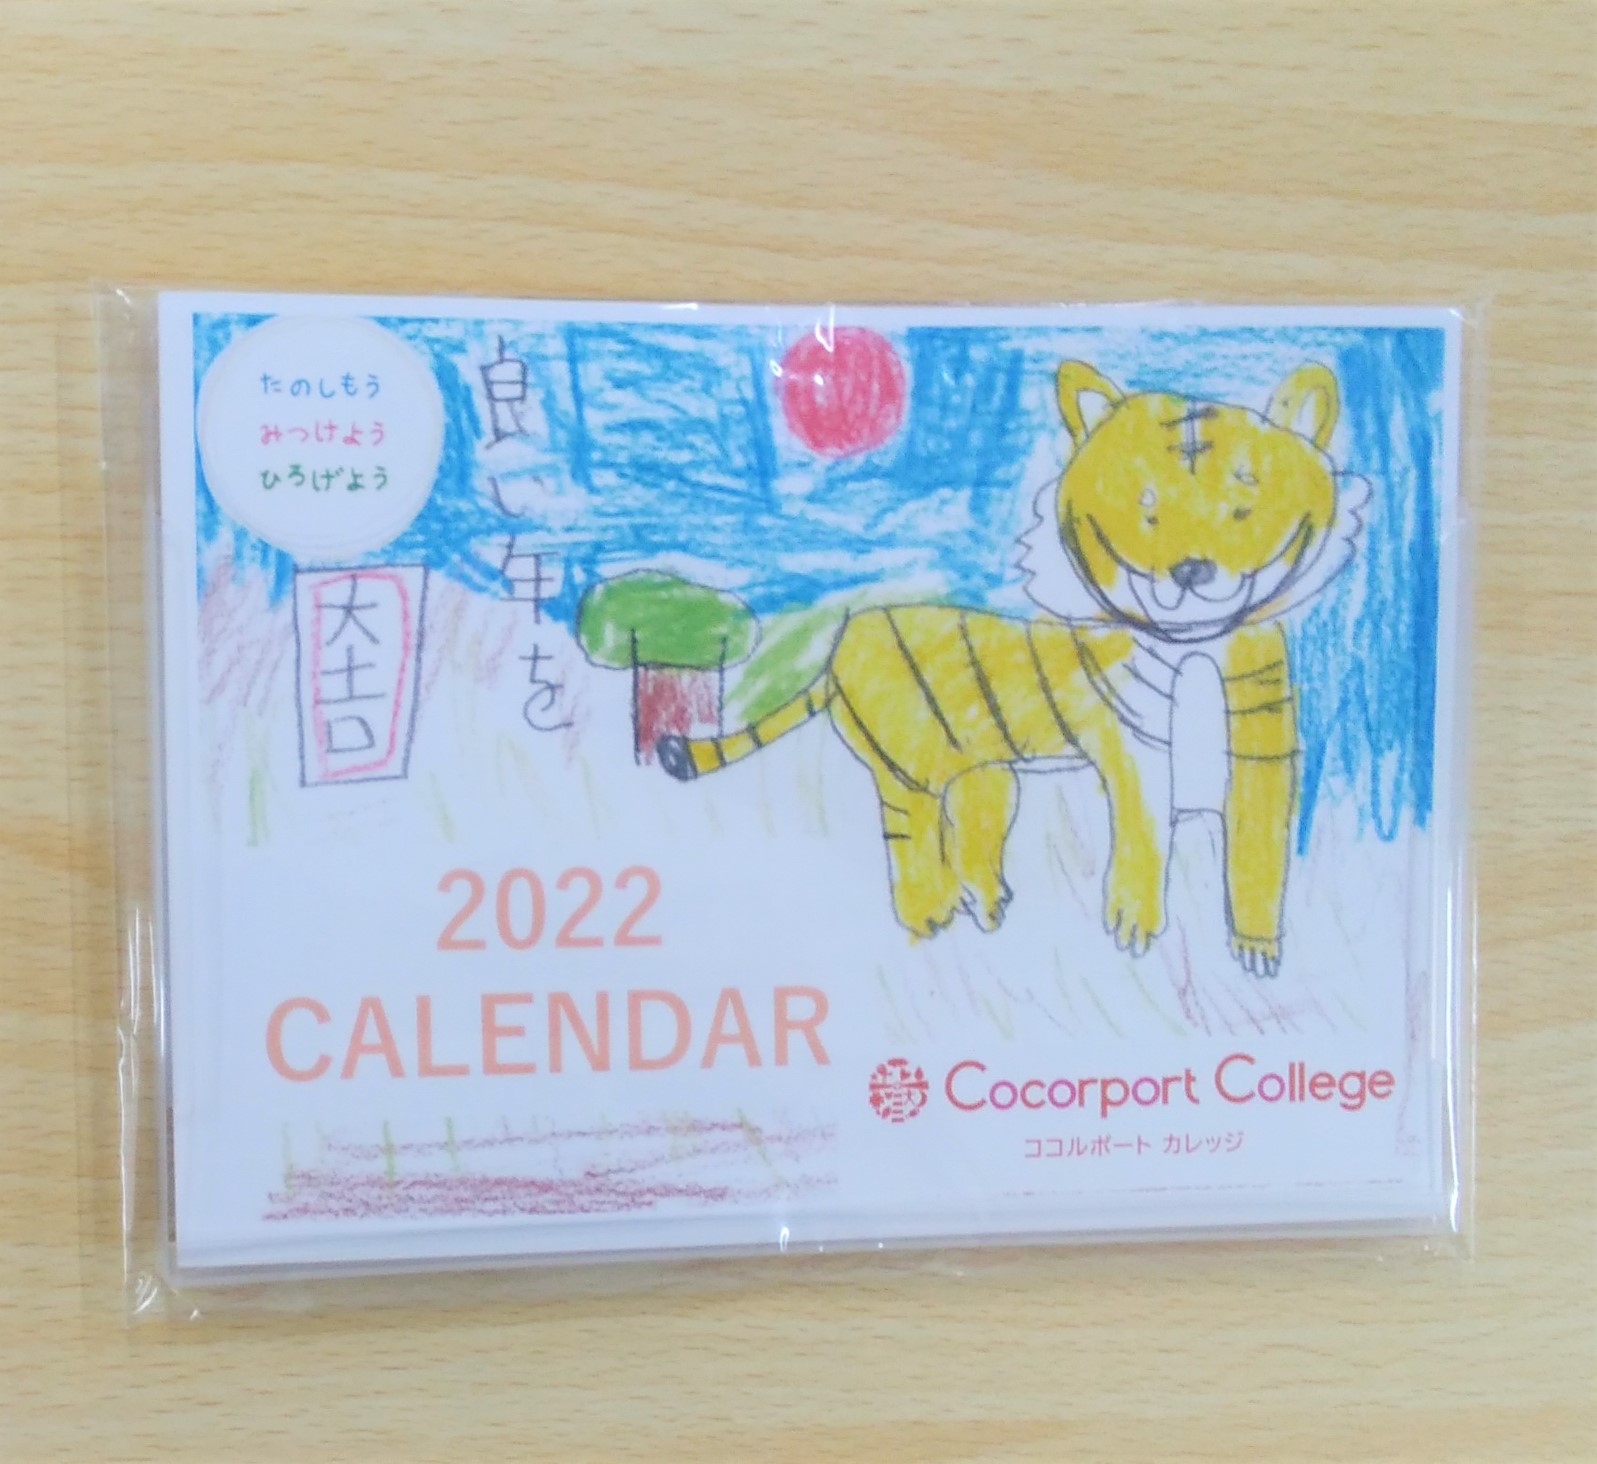 たのしもう
みつけよう
ひろげよう
良い年を
大吉
2022
CALENDAR
Cocorport College
ココルポート カレッジ